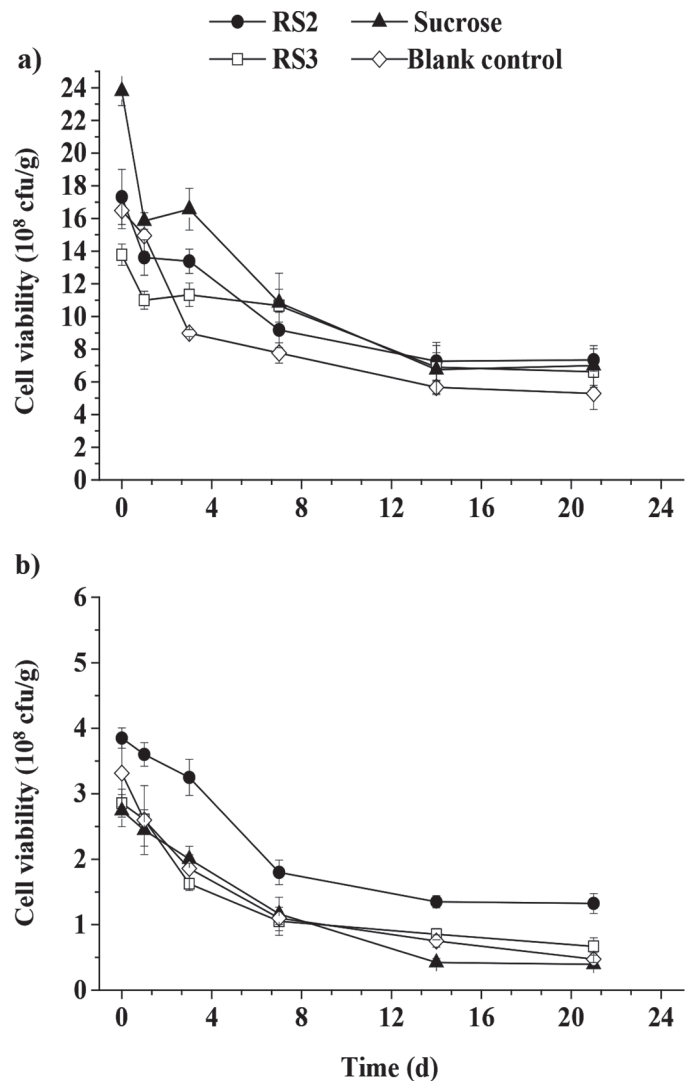 RS2 Sucrose
RS3 Blank control
a)
Cell viability (10⁸ cfu/g)
24
22
20
18
16
14
12
10
8
6
4
2
0
0 4 8 12 16 20 24
b)
Cell viability (10⁸ cfu/g)
6
5
4
3
2
1
0
0 4 8 12 16 20 24
Time (d)